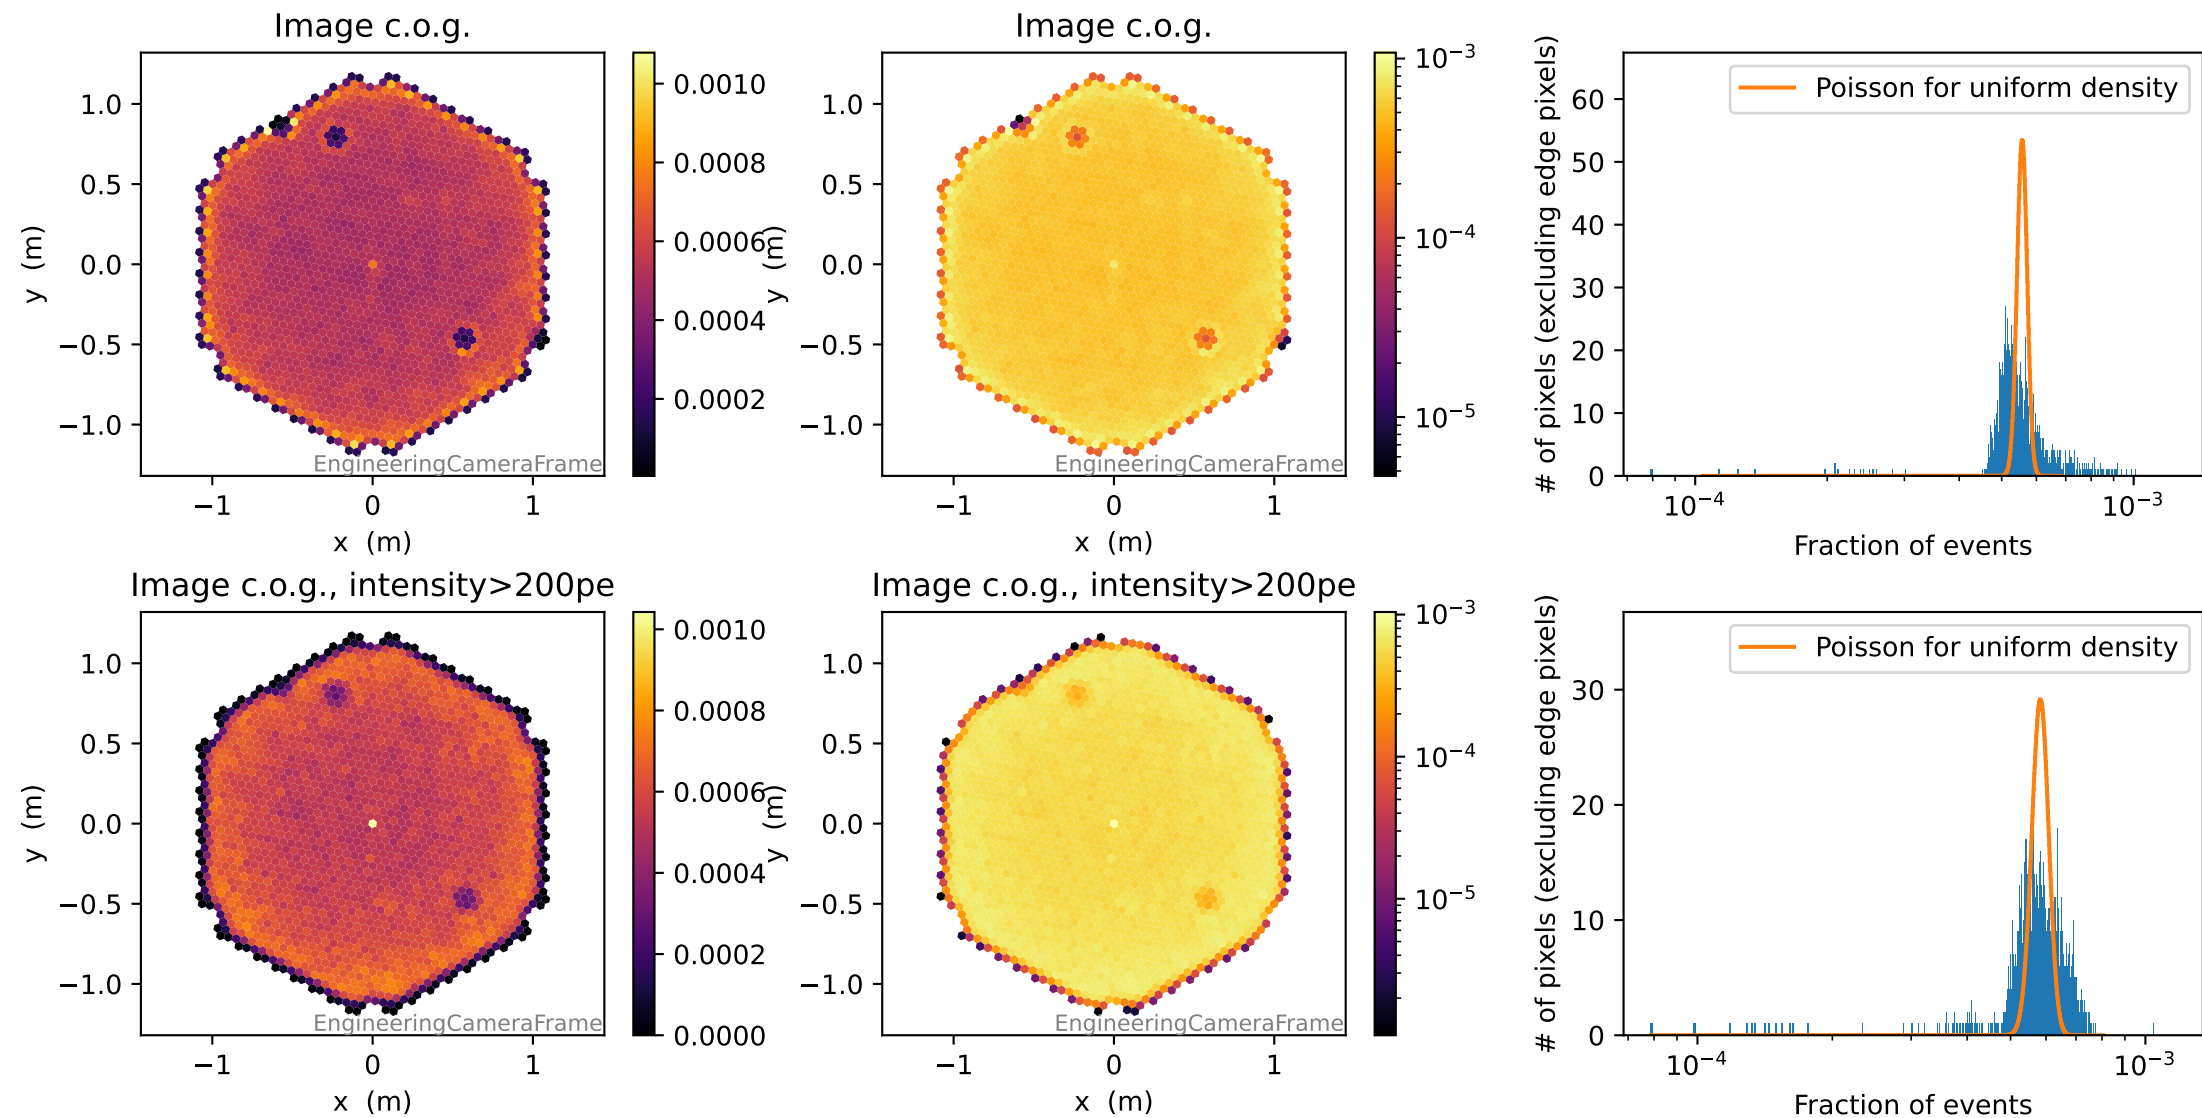 Image c.o.g.
1.0
0.5
0.0
−0.5
−1.0
y (m)
−1
0
1
x (m)
EngineeringCameraFrame
0.0010
0.0008
0.0006
0.0004
0.0002
Image c.o.g.
1.0
0.5
0.0
−0.5
−1.0
y (m)
−1
0
1
x (m)
EngineeringCameraFrame
10⁻³
10⁻⁴
10⁻⁵
# of pixels (excluding edge pixels)
60
50
40
30
20
10
0
Poisson for uniform density
10⁻⁴
10⁻³
Fraction of events
Image c.o.g., intensity>200pe
1.0
0.5
0.0
−0.5
−1.0
y (m)
−1
0
1
x (m)
EngineeringCameraFrame
0.0010
0.0008
0.0006
0.0004
0.0002
0.0000
Image c.o.g., intensity>200pe
1.0
0.5
0.0
−0.5
−1.0
y (m)
−1
0
1
x (m)
EngineeringCameraFrame
10⁻³
10⁻⁴
10⁻⁵
# of pixels (excluding edge pixels)
30
20
10
0
Poisson for uniform density
10⁻⁴
10⁻³
Fraction of events